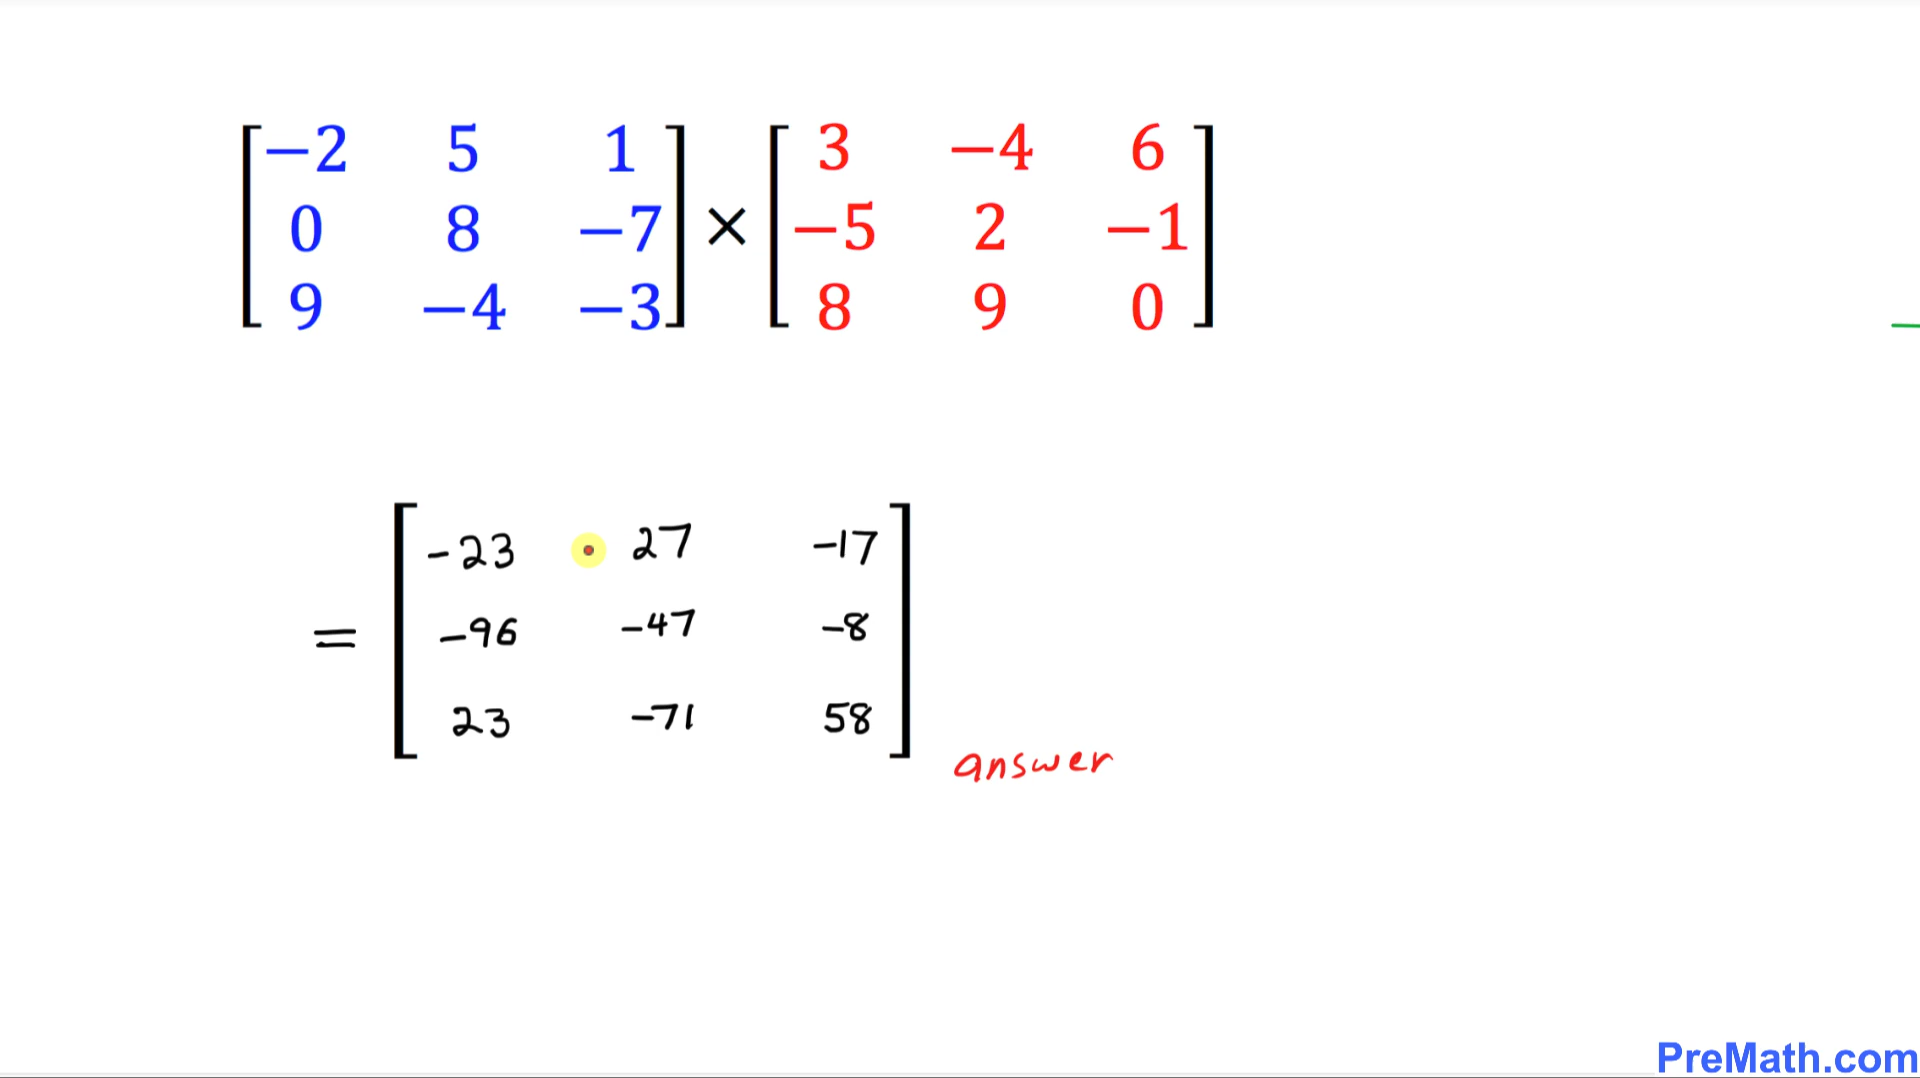 −2 5 1 3 −4 6
0 8 −7 × −5 2 −1
9 −4 −3 8 9 0
-23 27 -17
= -96 -47 -8
23 -71 58
answer
PreMath.com